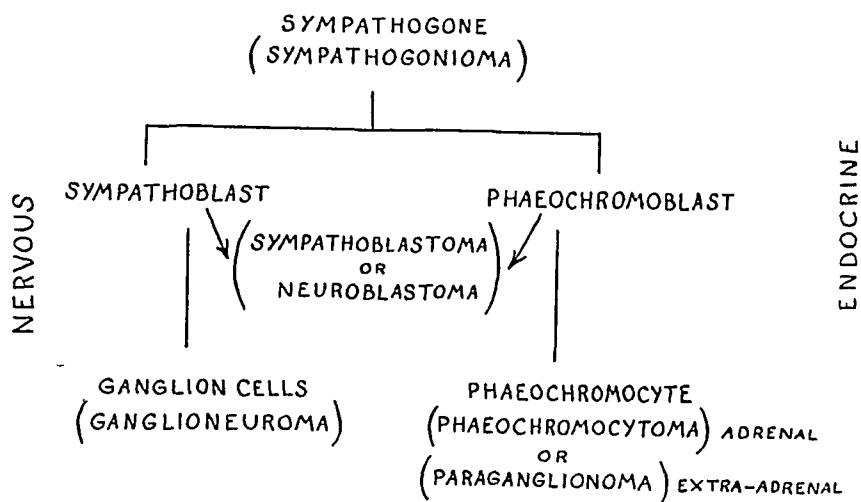 SYMPATHOGONE
(SYMPATHOGONIOMA)
NERVOUS
ENDOCRINE
SYMPATHOBLAST
PHAEOCHROMOBLAST
(SYMPATHOBLASTOMA
OR
NEUROBLASTOMA)
GANGLION CELLS
(GANGLIONEUROMA)
PHAEOCHROMOCYTE
(PHAEOCHROMOCYTOMA) ADRENAL
OR
(PARAGANGLIONOMA) EXTRA-ADRENAL